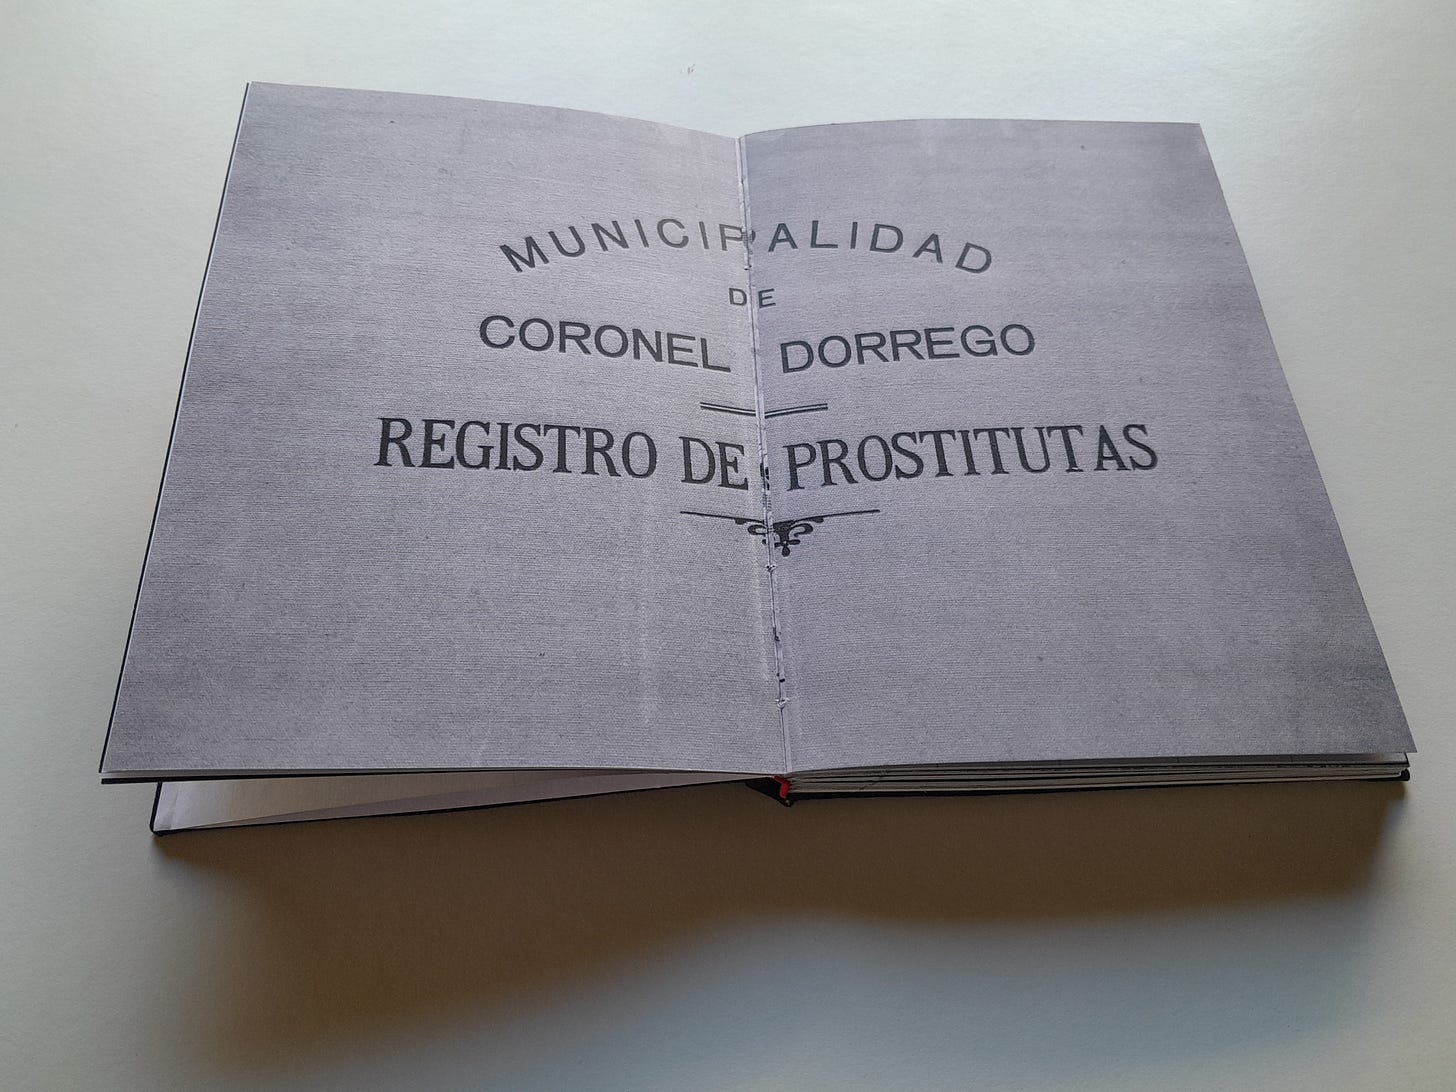 MUNICIPALIDAD
DE
CORONEL DORREGO
REGISTRO DE PROSTITUTAS